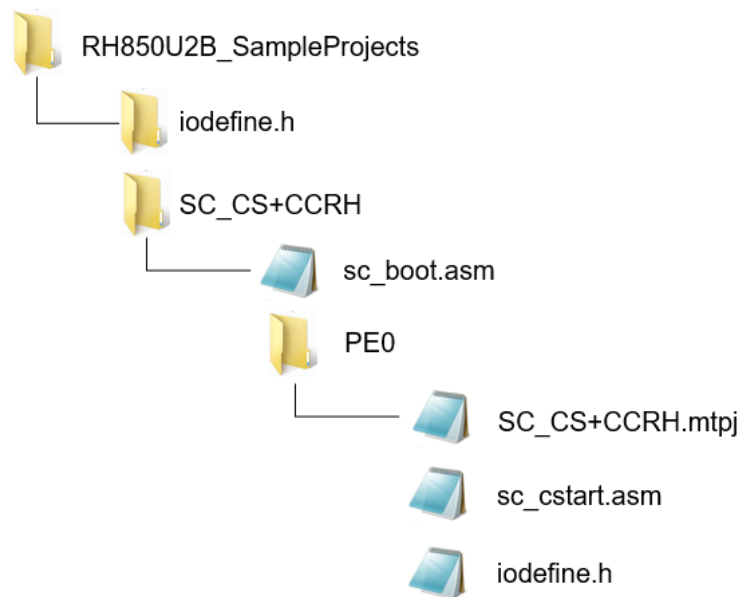 RH850U2B_SampleProjects
iodefine.h
SC_CS+CCRH
sc_boot.asm
PE0
SC_CS+CCRH.mtpj
sc_cstart.asm
iodefine.h